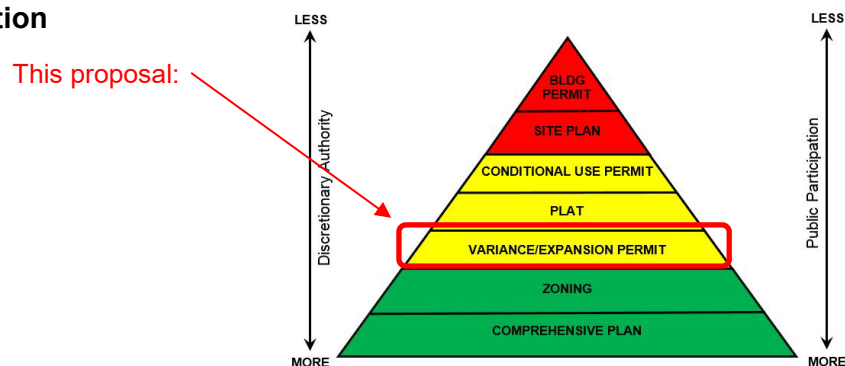 tion
LESS
LESS
This proposal:
BLDG
PERMIT
SITE PLAN
CONDITIONAL USE PERMIT
PLAT
VARIANCE/EXPANSION PERMIT
ZONING
COMPREHENSIVE PLAN
Discretionary Authority
Public Participation
MORE
MORE